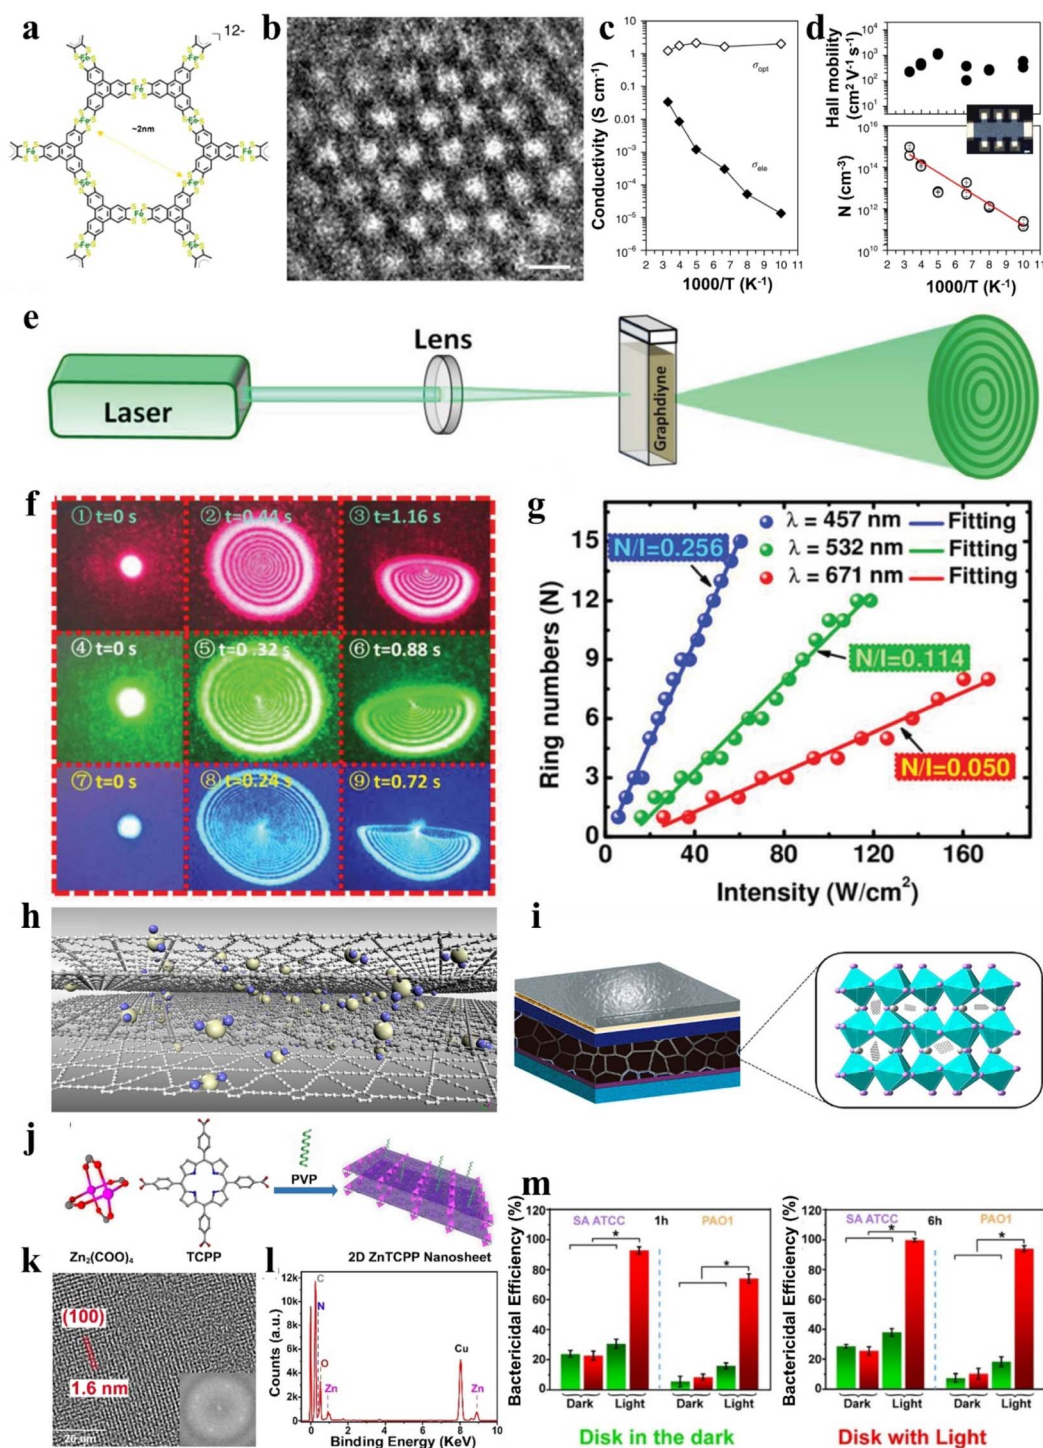 a
12-
Fe
S
~2nm
b
c
Conductivity (S cm⁻¹)
10²
10¹
1
10⁻¹
10⁻²
10⁻³
10⁻⁴
10⁻⁵
10⁻⁶
σopt
σele
2 3 4 5 6 7 8 9 10 11
1000/T (K⁻¹)
d
Hall mobility
(cm² V⁻¹ s⁻¹)
10⁴
10³
10²
10¹
N (cm⁻³)
10¹⁶
10¹⁴
10¹²
10¹⁰
2 3 4 5 6 7 8 9 10 11
1000/T (K⁻¹)
e
Laser
Lens
Graphdiyne
f
① t=0 s
② t=0.44 s
③ t=1.16 s
④ t=0 s
⑤ t=0.32 s
⑥ t=0.88 s
⑦ t=0 s
⑧ t=0.24 s
⑨ t=0.72 s
g
λ = 457 nm Fitting
λ = 532 nm Fitting
λ = 671 nm Fitting
N/I=0.256
N/I=0.114
N/I=0.050
Ring numbers (N)
15
12
9
6
3
0
0 40 80 120 160
Intensity (W/cm²)
h
i
j
PVP
Zn₂(COO)₄ TCPP 2D ZnTCPP Nanosheet
k
(100)
1.6 nm
20 nm
l
Counts (a.u.)
12k
10k
8k
6k
4k
2k
0
C
N
O
Zn
Cu
Zn
0 2 4 6 8 10
Binding Energy (KeV)
m
Bactericidal Efficiency (%)
100
80
60
40
20
0
SA ATCC 1h PAO1
*
*
Dark Light Dark Light
Disk in the dark
Bactericidal Efficiency (%)
100
80
60
40
20
0
SA ATCC 6h PAO1
*
*
Dark Light Dark Light
Disk with Light